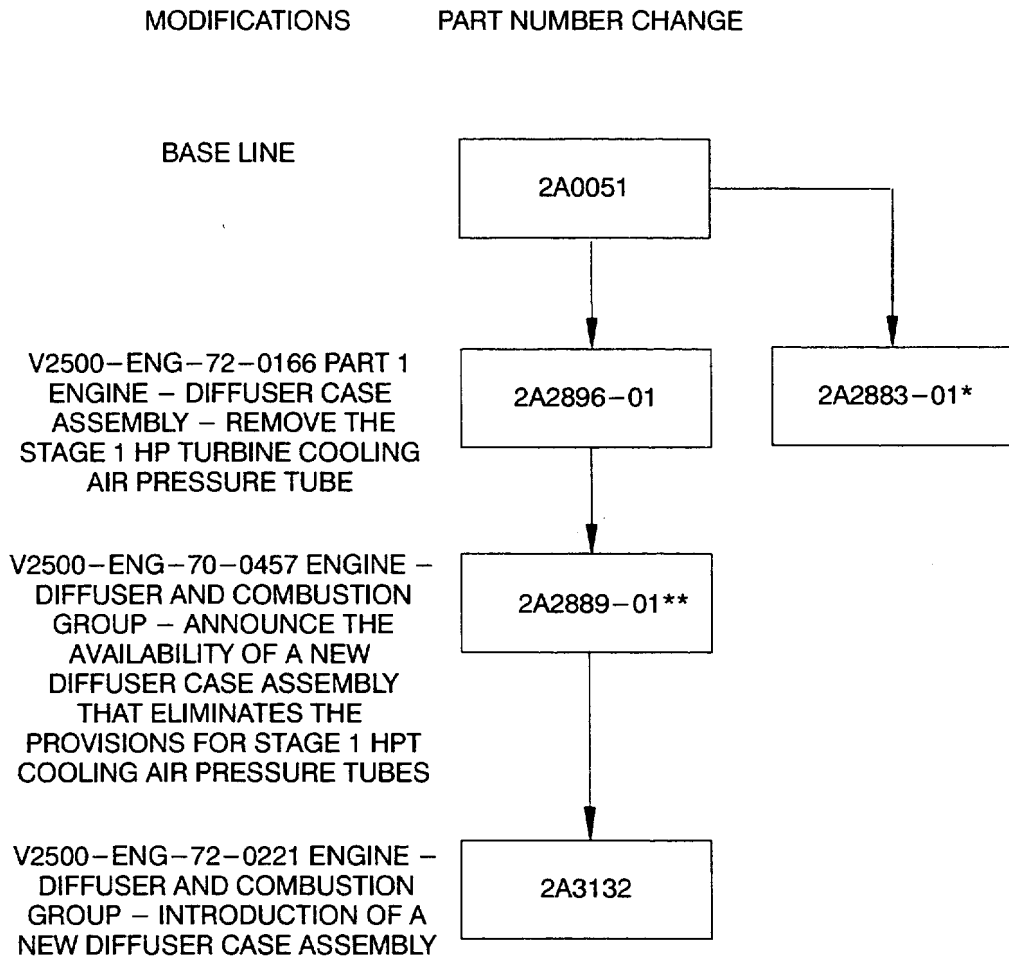 MODIFICATIONS PART NUMBER CHANGE
BASE LINE
2A0051
V2500-ENG-72-0166 PART 1
ENGINE – DIFFUSER CASE
ASSEMBLY – REMOVE THE
STAGE 1 HP TURBINE COOLING
AIR PRESSURE TUBE
2A2896-01
2A2883-01*
V2500-ENG-70-0457 ENGINE –
DIFFUSER AND COMBUSTION
GROUP – ANNOUNCE THE
AVAILABILITY OF A NEW
DIFFUSER CASE ASSEMBLY
THAT ELIMINATES THE
PROVISIONS FOR STAGE 1 HPT
COOLING AIR PRESSURE TUBES
2A2889-01**
V2500-ENG-72-0221 ENGINE –
DIFFUSER AND COMBUSTION
GROUP – INTRODUCTION OF A
NEW DIFFUSER CASE ASSEMBLY
2A3132